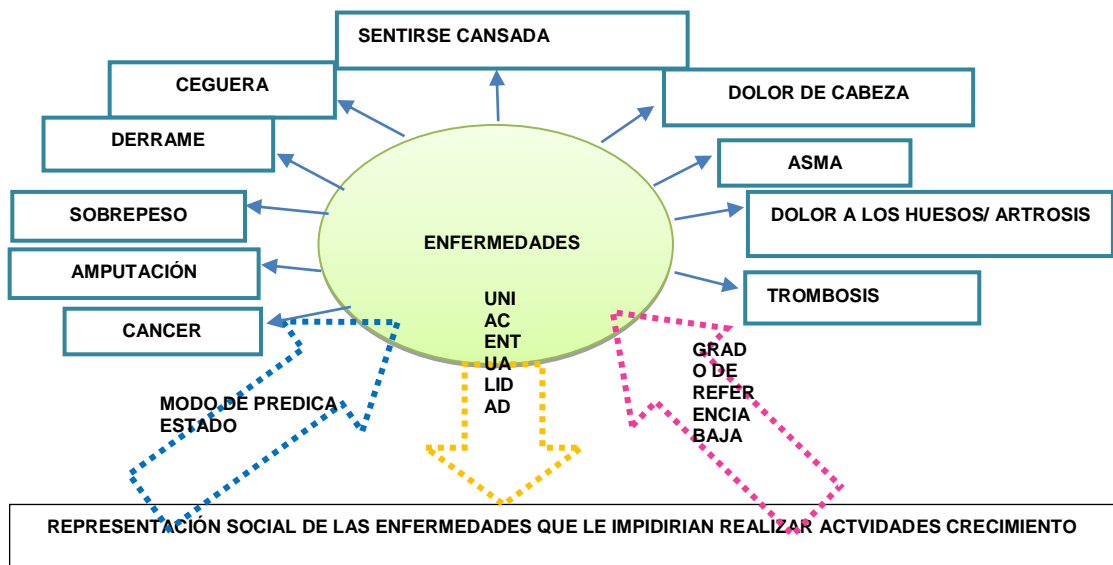 SENTIRSE CANSADA
CEGUERA
DOLOR DE CABEZA
DERRAME
ASMA
SOBREPESO
DOLOR A LOS HUESOS/ ARTROSIS
ENFERMEDADES
AMPUTACIÓN
TROMBOSIS
CANCER
UNI
AC
ENT
UA
LID
AD
GRAD
O DE
REFER
ENCIA
BAJA
MODO DE PREDICA
ESTADO
REPRESENTACIÓN SOCIAL DE LAS ENFERMEDADES QUE LE IMPIDIRIAN REALIZAR ACTVIDADES CRECIMIENTO